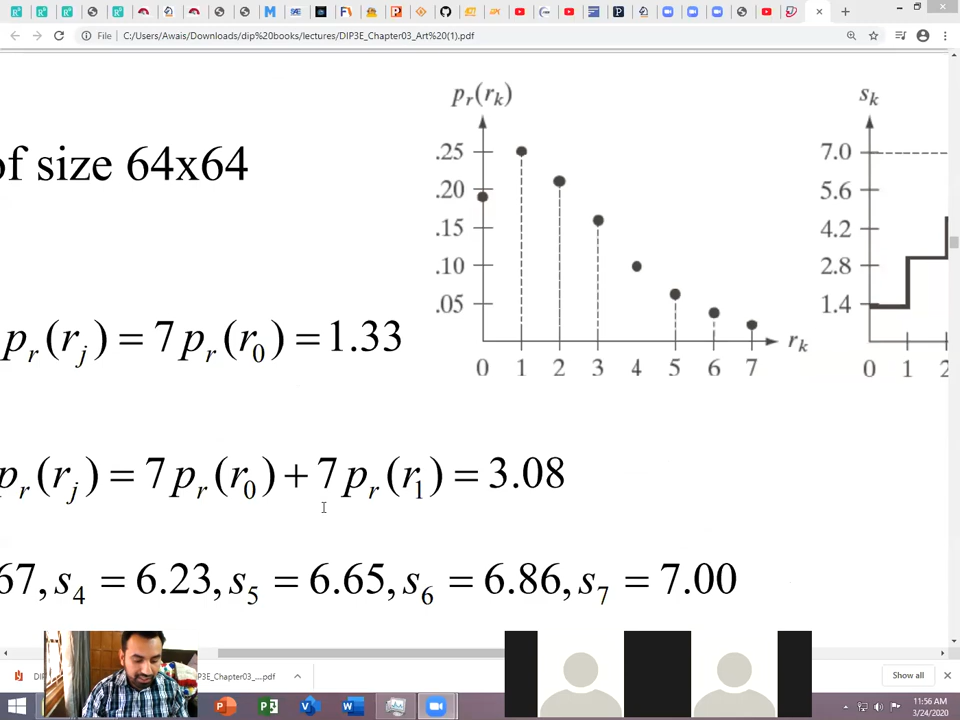 File | C:/Users/Awais/Downloads/dip%20books/lectures/DIP3E_Chapter03_Art%20(1).pdf
of size 64x64
pᵣ(rₖ)
.25
.20
.15
.10
.05
0 1 2 3 4 5 6 7
rₖ
sₖ
7.0
5.6
4.2
2.8
1.4
0 1 2
pᵣ(rⱼ) = 7pᵣ(r₀) = 1.33
pᵣ(rⱼ) = 7pᵣ(r₀) + 7pᵣ(r₁) = 3.08
67, s₄ = 6.23, s₅ = 6.65, s₆ = 6.86, s₇ = 7.00
DI
P3E_Chapter03_....pdf
Show all
11:56 AM
3/24/2020